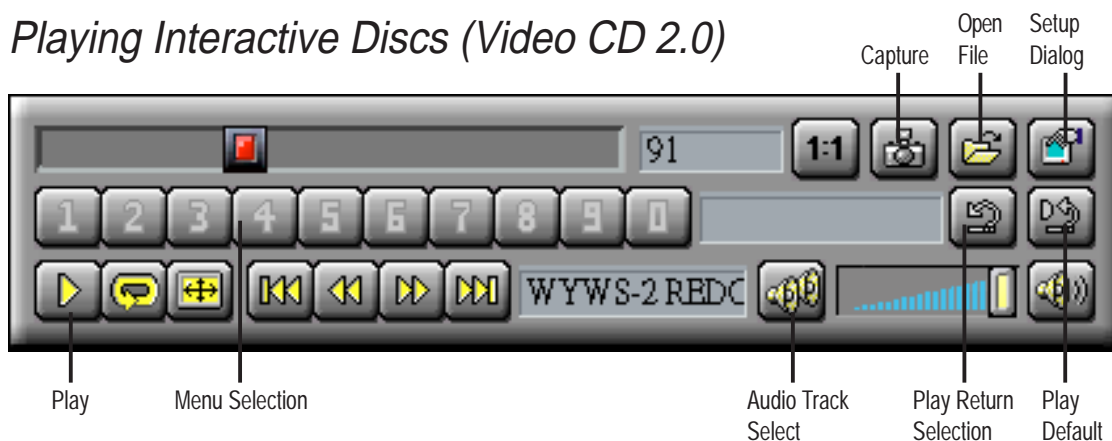 Playing Interactive Discs (Video CD 2.0)
Capture
Open
File
Setup
Dialog
91
1:1
1 2 3 4 5 6 7 8 9 0
D
WYWS-2 REDC
Play
Menu Selection
Audio Track
Select
Play Return
Selection
Play
Default